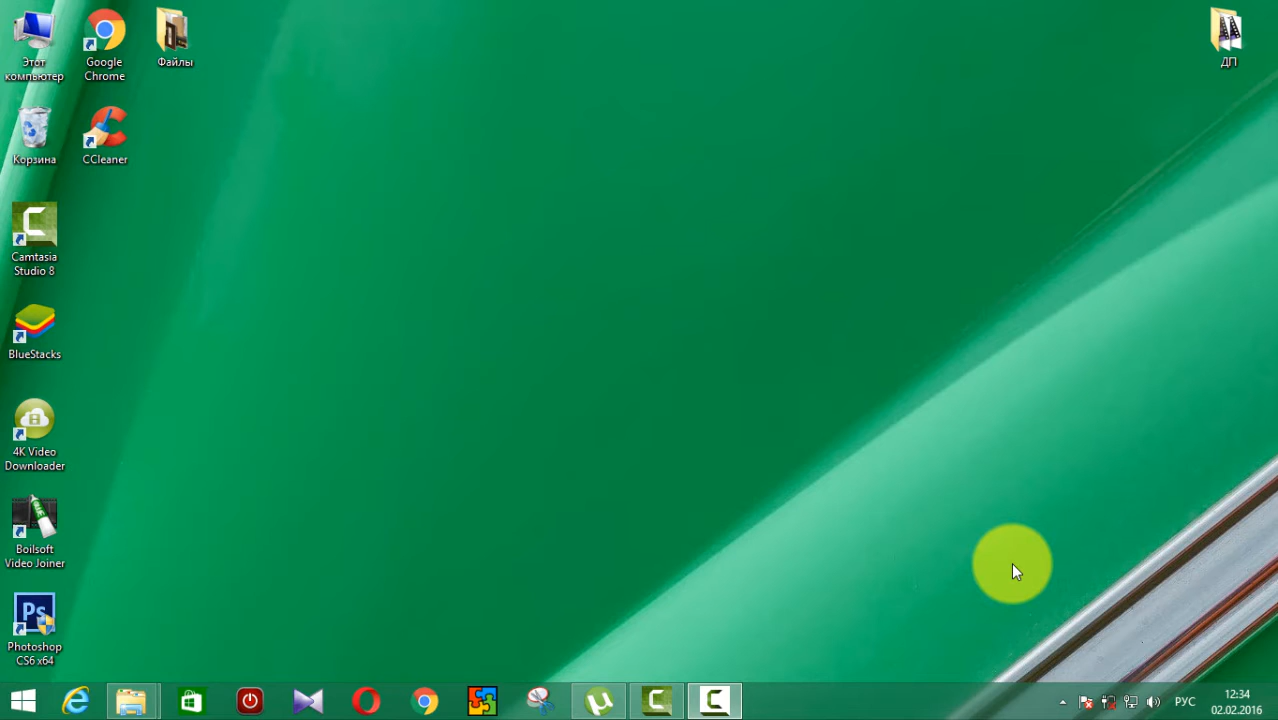 Этот
компьютер
Google
Chrome
Файлы
ДП
Корзина
CCleaner
Camtasia
Studio 8
BlueStacks
4K Video
Downloader
Boilsoft
Video Joiner
Ps
Photoshop
CS6 x64
РУС
12:34
02.02.2016